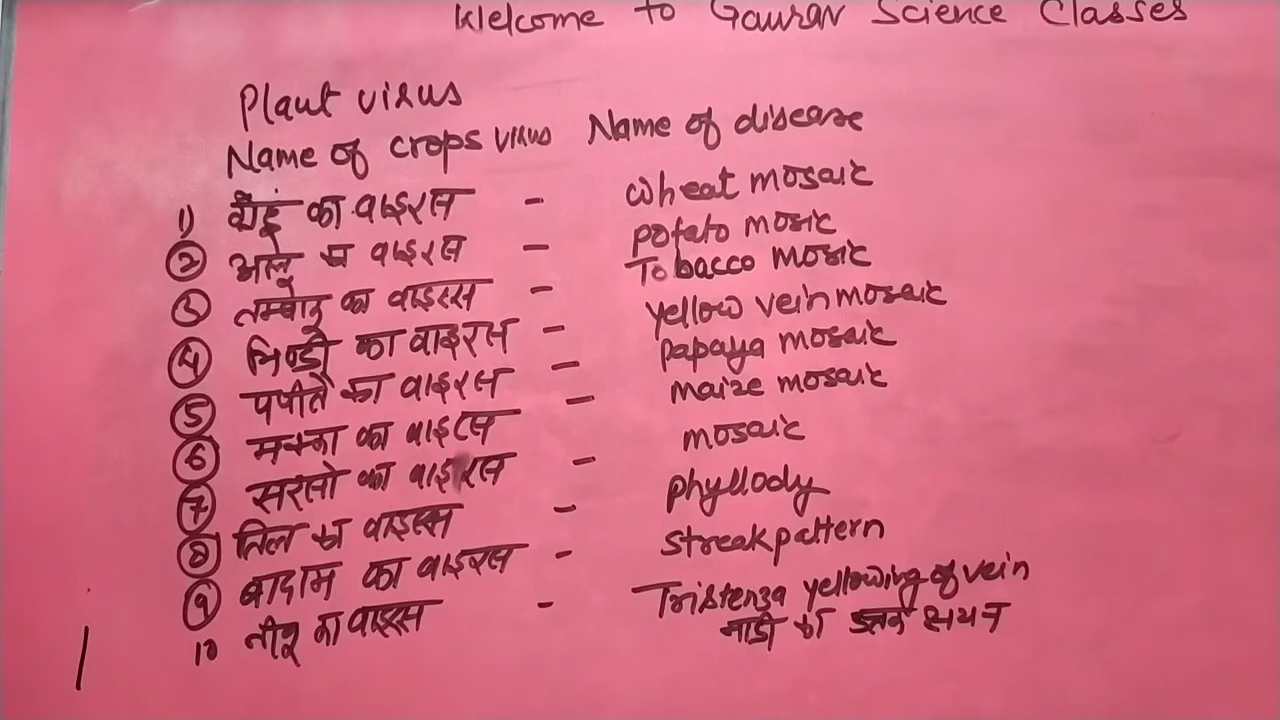 Welcome to Gaurav Science Classes
Plant virus
Name of crops virus Name of disease
1) गेहूं का वाइरस - wheat mosaic
2 आलू का वाइरस - potato mosic
3 तम्बाकू का वाइरस - Tobacco mosic
4 भिण्डी का वाइरस - yellow vein mosaic
5 पपीते का वाइरस - papaya mosaic
6 मक्का का वाइरस - maize mosaic
7 सरसो का वाइरस - mosaic
8 तिल का वाइरस - phyllody
9 बादाम का वाइरस - streak pattern
10 नीबू का वाइरस - Tristenza yellowing of vein
नाडी का